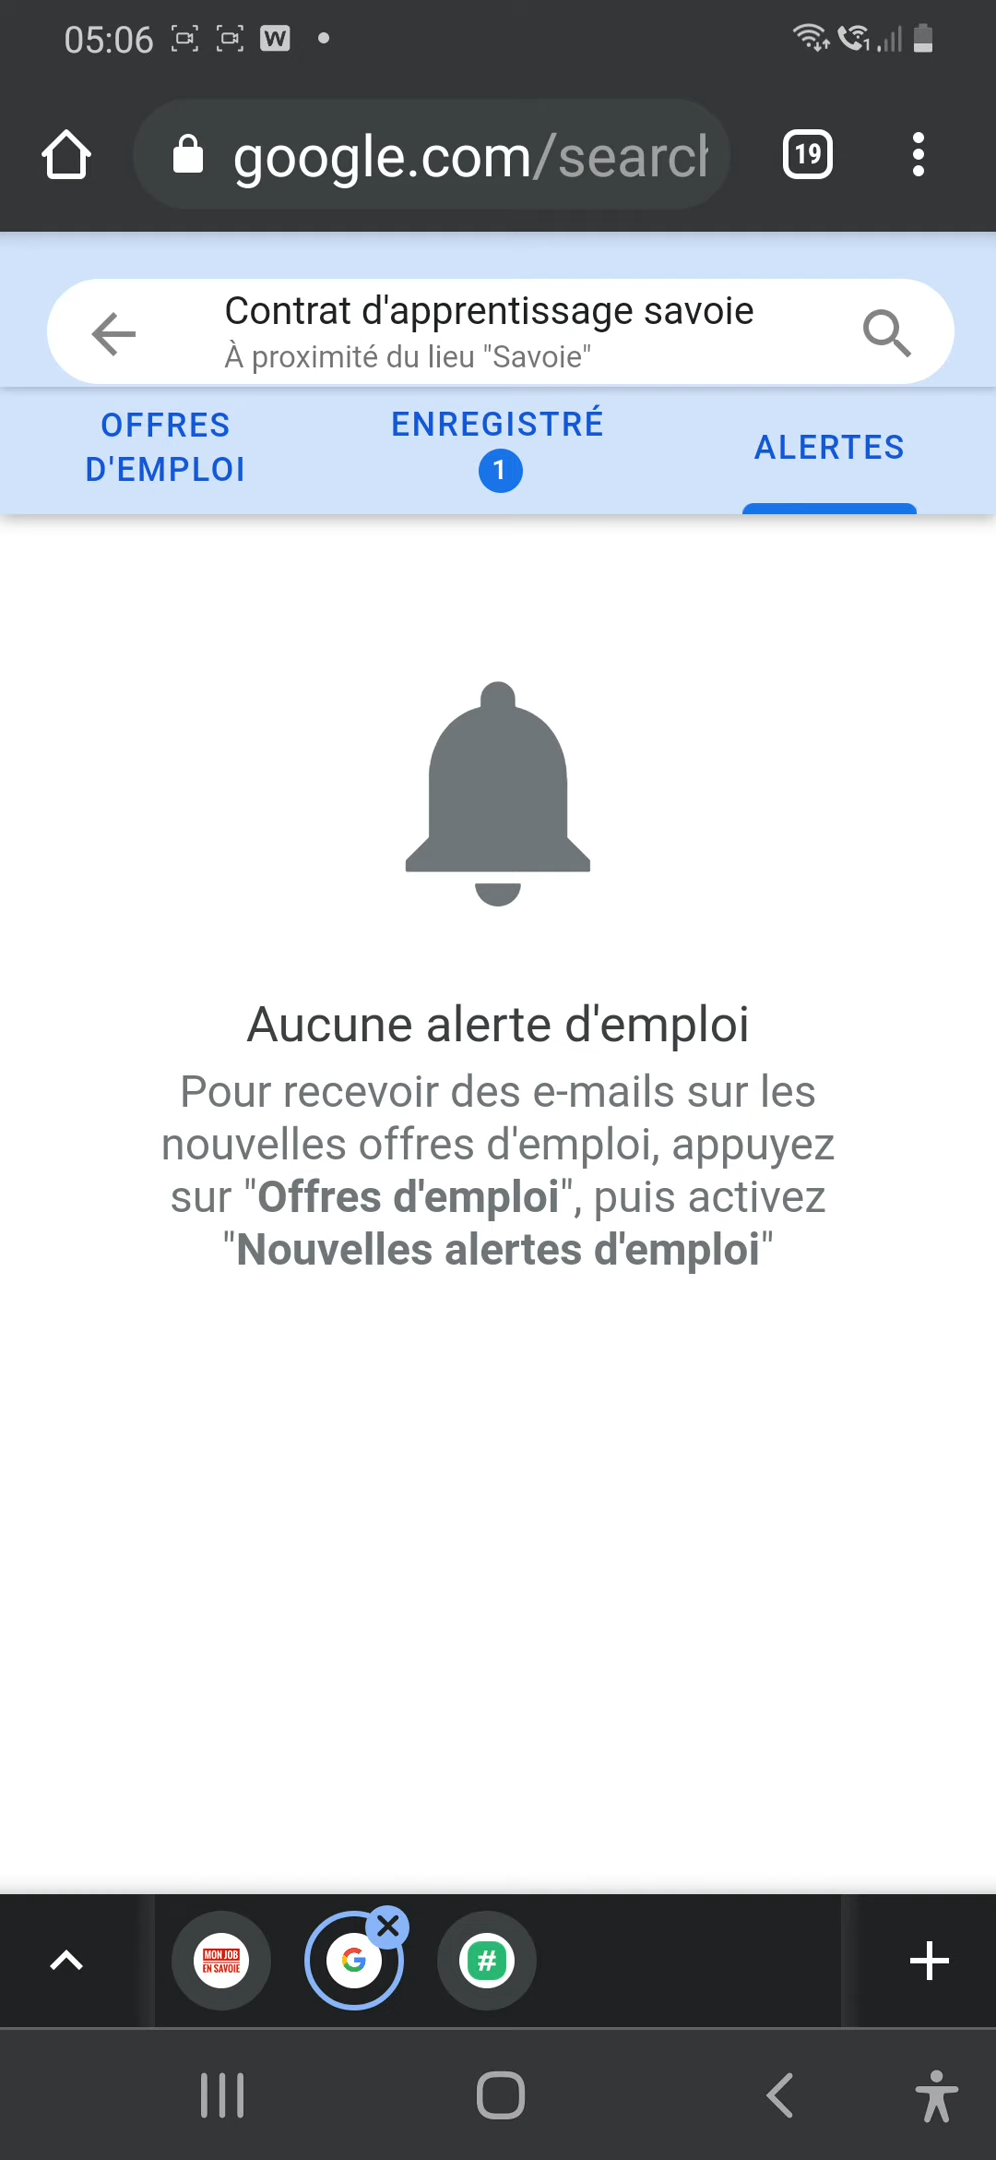 05:06 W
google.com/search
19
Contrat d'apprentissage savoie
À proximité du lieu "Savoie"
OFFRES
D'EMPLOI
ENREGISTRÉ
1
ALERTES
Aucune alerte d'emploi
Pour recevoir des e-mails sur les
nouvelles offres d'emploi, appuyez
sur "Offres d'emploi", puis activez
"Nouvelles alertes d'emploi"
MON JOB
EN SAVOIE
G
#